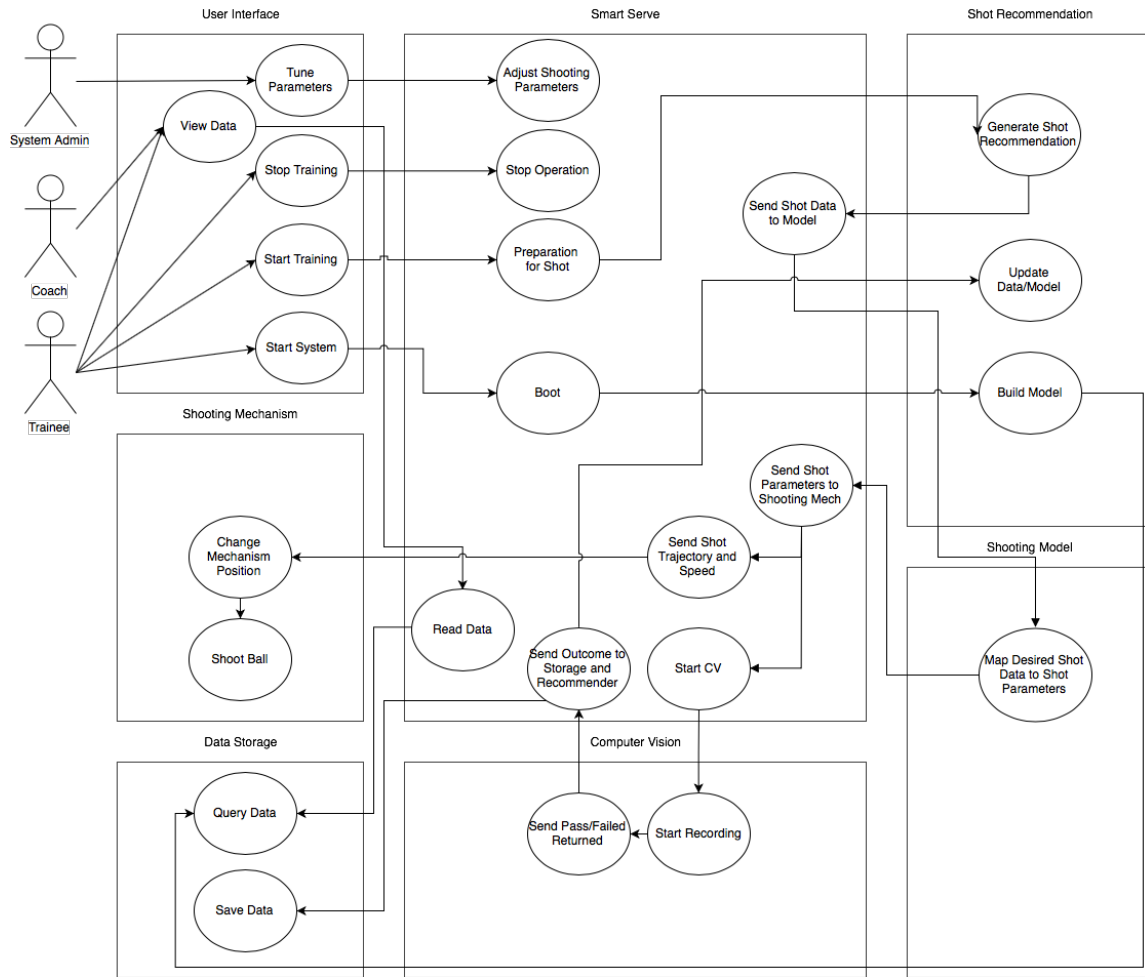 User Interface
Smart Serve
Shot Recommendation
System Admin
Tune
Parameters
View Data
Adjust Shooting
Parameters
Generate Shot
Recommendation
Stop Training
Stop Operation
Send Shot Data
to Model
Coach
Start Training
Preparation
for Shot
Update
Data/Model
Trainee
Start System
Boot
Build Model
Shooting Mechanism
Send Shot
Parameters to
Shooting Mech
Change
Mechanism
Position
Send Shot
Trajectory and
Speed
Shooting Model
Shoot Ball
Read Data
Send Outcome to
Storage and
Recommender
Start CV
Map Desired Shot
Data to Shot
Parameters
Data Storage
Computer Vision
Query Data
Send Pass/Failed
Returned
Start Recording
Save Data